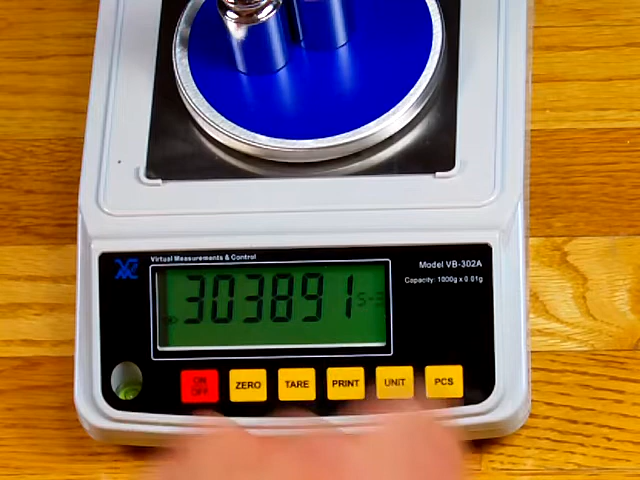 Virtual Measurements & Control
Model VB-302A
Capacity: 1000g x 0.01g
303891
ON
OFF
ZERO
TARE
PRINT
UNIT
PCS